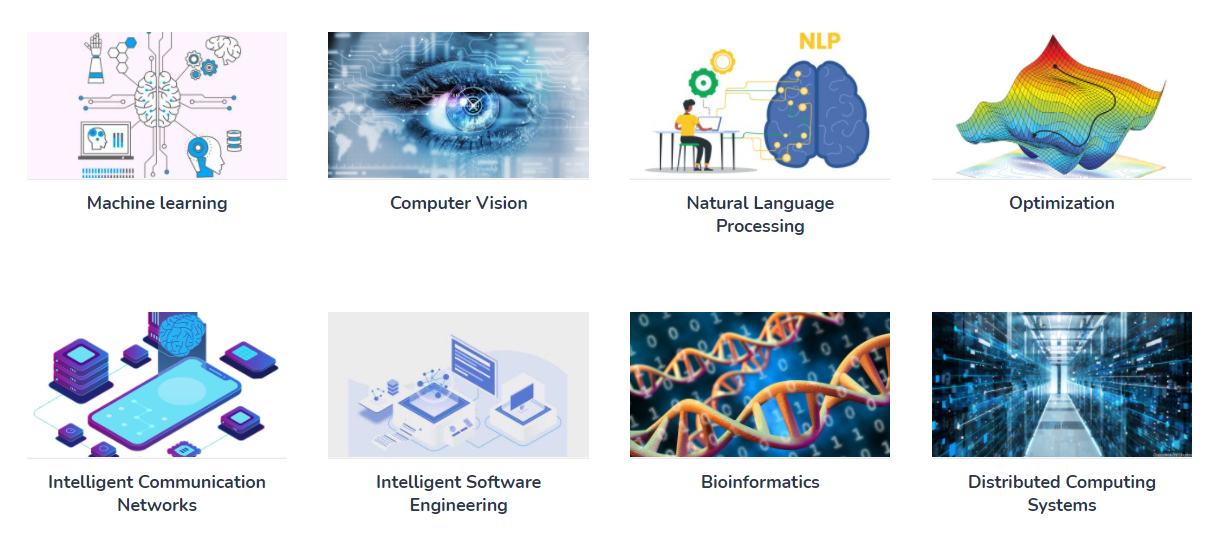 NLP
Machine learning
Computer Vision
Natural Language
Processing
Optimization
Intelligent Communication
Networks
Intelligent Software
Engineering
Bioinformatics
Distributed Computing
Systems